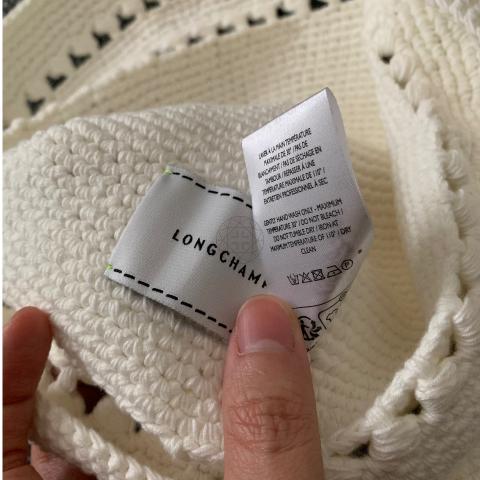 LAVER À LA MAIN TEMPÉRATURE
MAXIMALE DE 30° / PAS DE
BLANCHIMENT / PAS DE SÉCHAGE EN
TAMBOUR / REPASSER À UNE
TEMPÉRATURE MAXIMALE DE 110° /
ENTRETIEN PROFESSIONNEL À SEC
GENTLY HAND WASH ONLY - MAXIMUM
TEMPERATURE 30° / DO NOT BLEACH /
DO NOT TUMBLE DRY / IRON AT
MAXIMUM TEMPERATURE OF 110° / DRY
CLEAN
P
LONGCHAMP